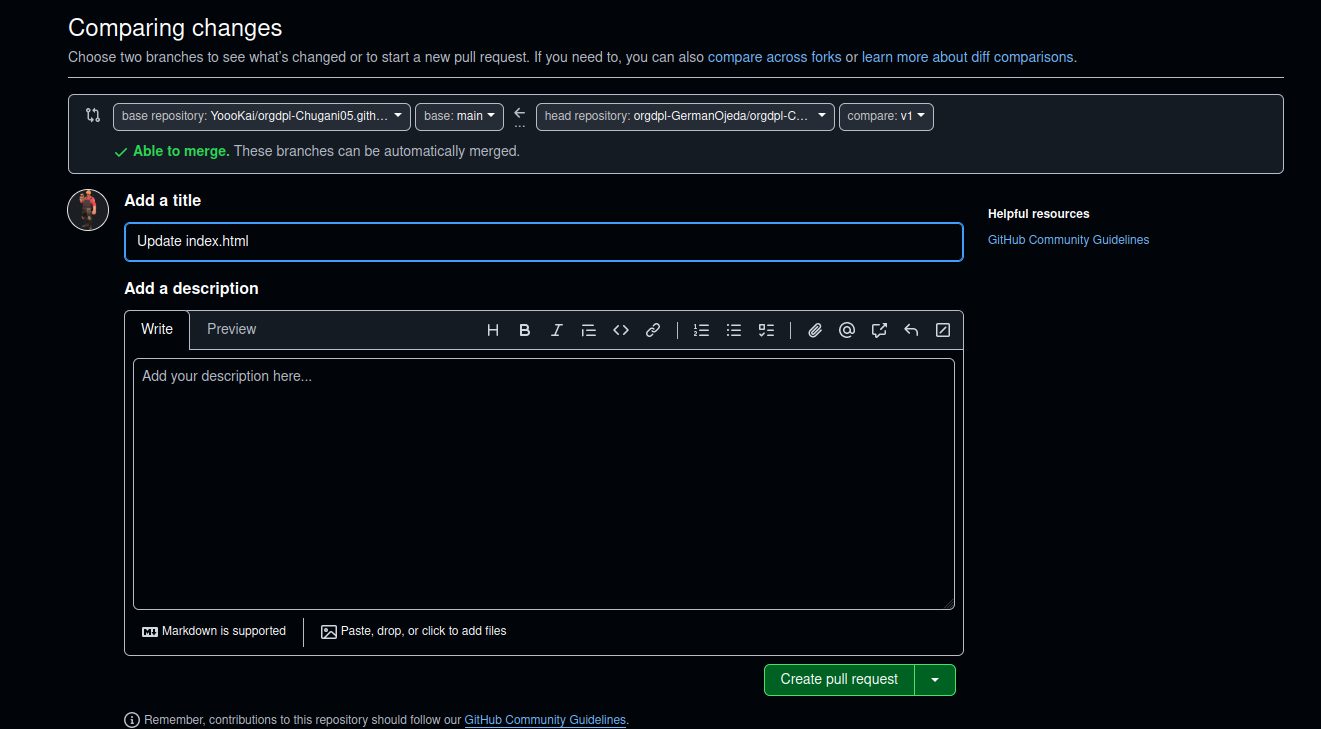 Comparing changes
Choose two branches to see what's changed or to start a new pull request. If you need to, you can also compare across forks or learn more about diff comparisons.
base repository: YoooKai/orgdpl-Chugani05.gith... base: main head repository: orgdpl-GermanOjeda/orgdpl-C... compare: v1
Able to merge. These branches can be automatically merged.
Add a title
Helpful resources
Update index.html
GitHub Community Guidelines
Add a description
Write Preview
Add your description here...
Markdown is supported Paste, drop, or click to add files
Create pull request
Remember, contributions to this repository should follow our GitHub Community Guidelines.